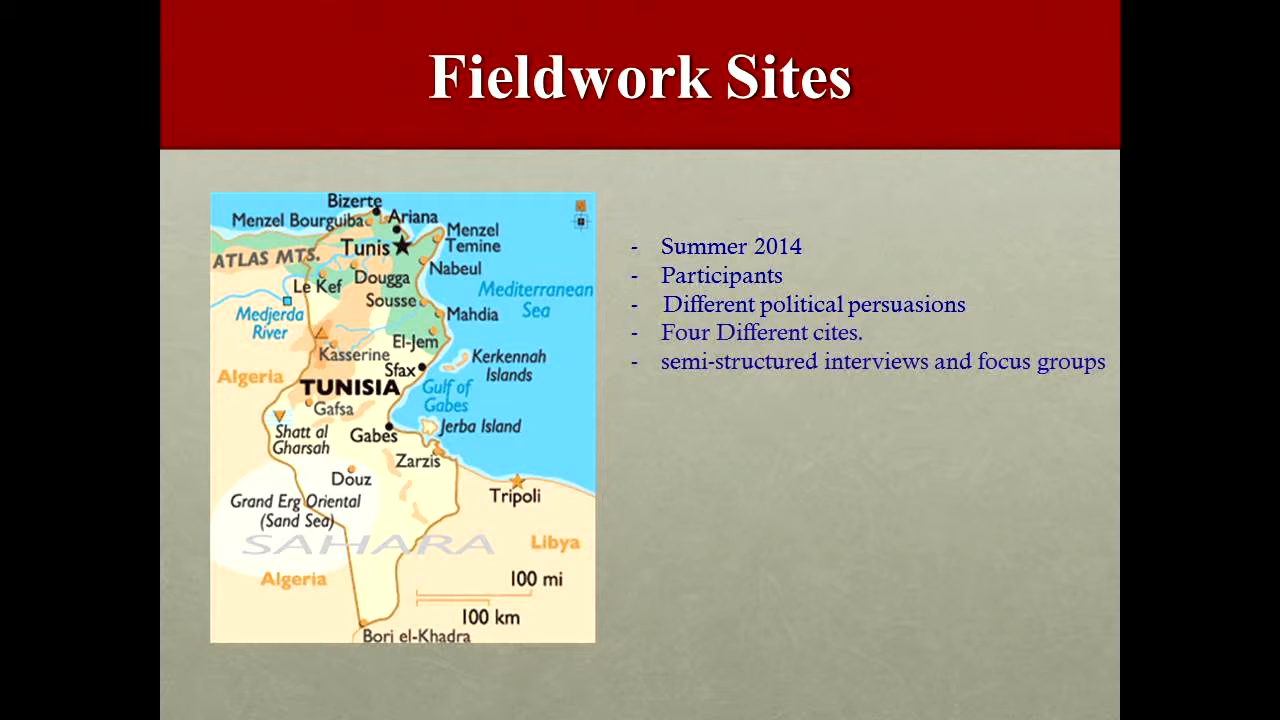 Fieldwork Sites
Bizerte
Menzel Bourguiba
Ariana
Menzel
Temine
Tunis
ATLAS MTS.
Nabeul
Dougga
Le Kef
Mediterranean
Sea
Sousse
Medjerda
River
Mahdia
El-Jem
Kasserine
Kerkennah
Islands
Sfax
Algeria
TUNISIA
Gulf of
Gabes
Gafsa
Jerba Island
Shatt al
Gharsah
Gabes
Zarzis
Douz
Tripoli
Grand Erg Oriental
(Sand Sea)
SAHARA
Libya
Algeria
100 mi
100 km
Borj el-Khadra
- Summer 2014
- Participants
- Different political persuasions
- Four Different cites.
- semi-structured interviews and focus groups